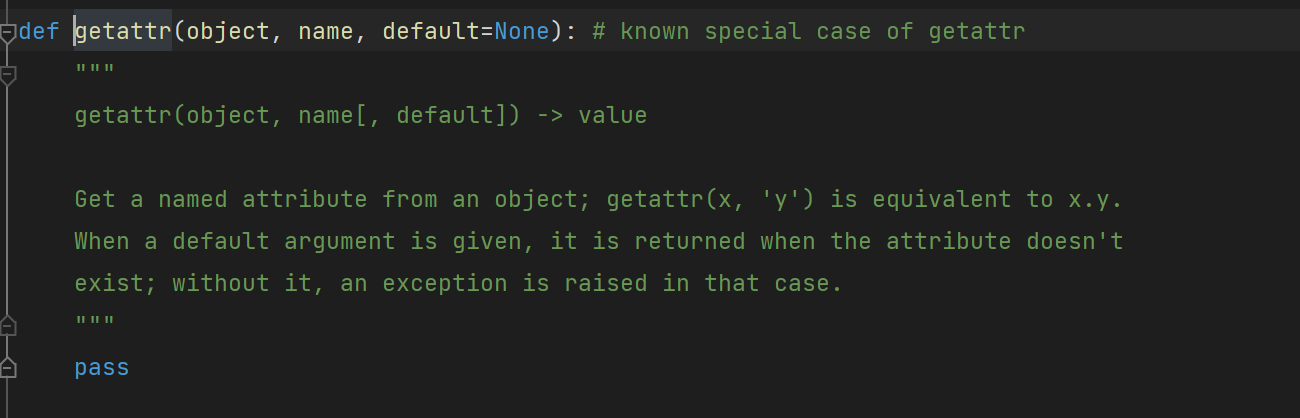 def getattr(object, name, default=None): # known special case of getattr
"""
getattr(object, name[, default]) -> value
Get a named attribute from an object; getattr(x, 'y') is equivalent to x.y.
When a default argument is given, it is returned when the attribute doesn't
exist; without it, an exception is raised in that case.
"""
pass